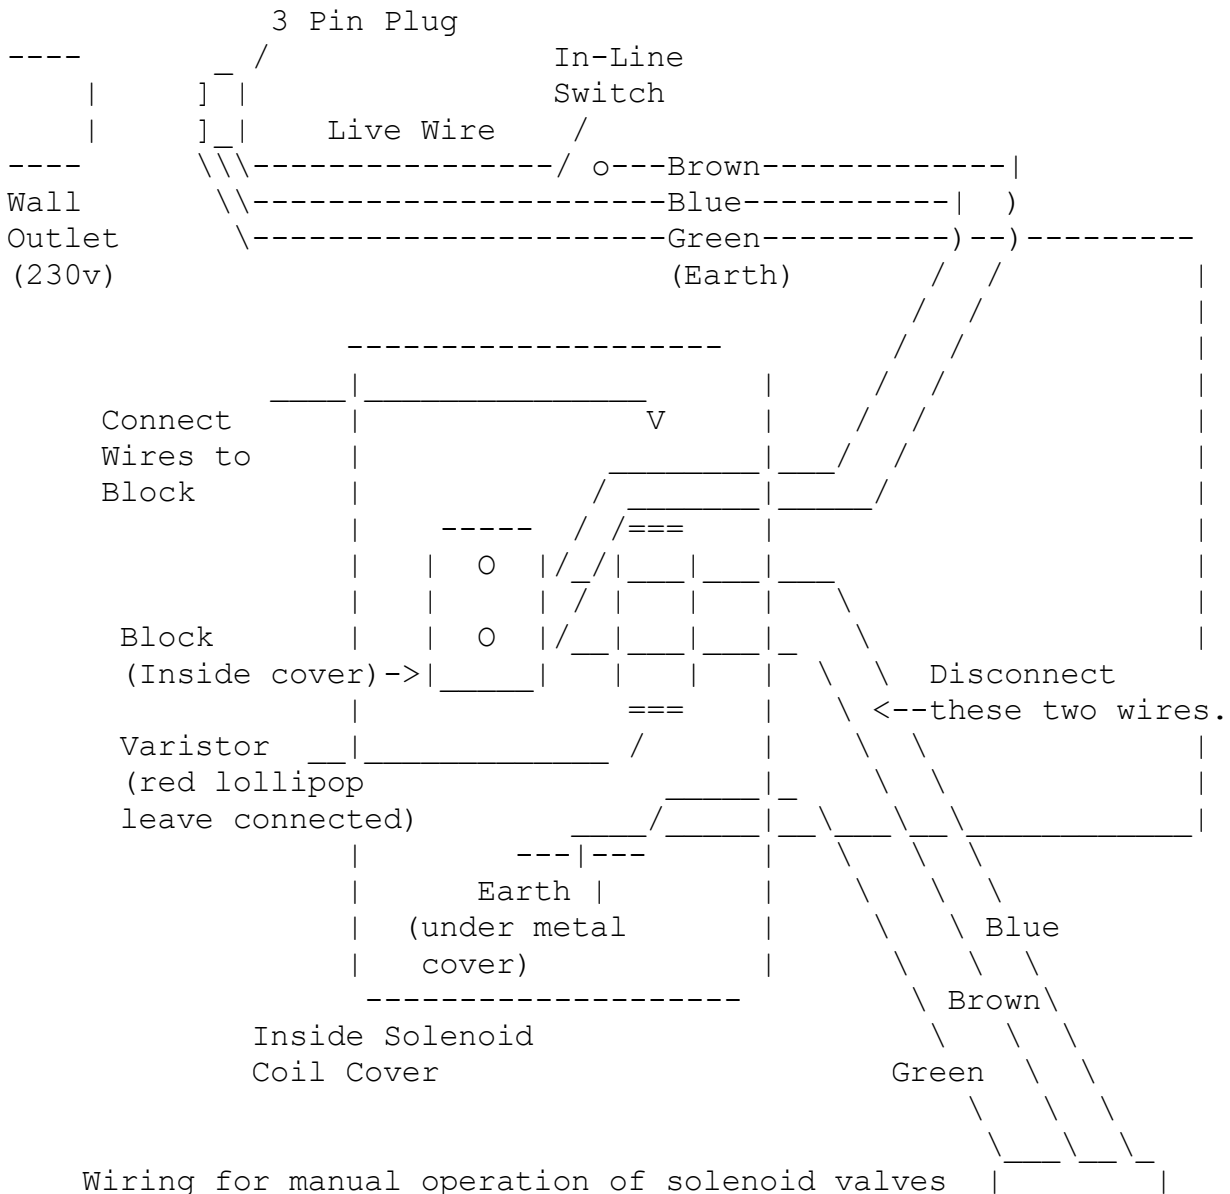 3 Pin Plug
In-Line
Switch
Live Wire
Brown
Wall
Blue
Outlet
Green
(230v)
(Earth)
Connect
V
Wires to
Block
O
Block
O
(Inside cover)->
Disconnect
<--these two wires.
Varistor
(red lollipop
leave connected)
Earth
(under metal
Blue
cover)
Brown
Inside Solenoid
Coil Cover
Green
Wiring for manual operation of solenoid valves